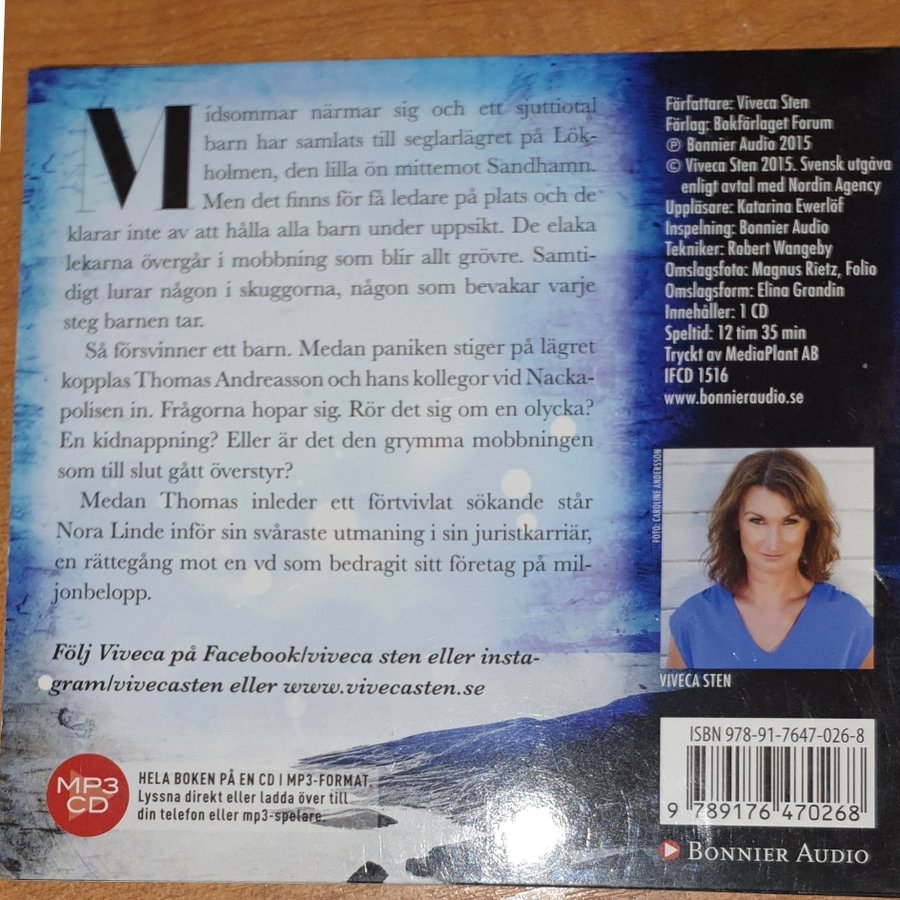 Midsommar närmar sig och ett sjuttiotal
barn har samlats till seglarlägret på Lök-
holmen, den lilla ön mittemot Sandhamn.
Men det finns för få ledare på plats och de
klarar inte av att hålla alla barn under uppsikt. De elaka
lekarna övergår i mobbning som blir allt grövre. Samti-
digt lurar någon i skuggorna, någon som bevakar varje
steg barnen tar.
Så försvinner ett barn. Medan paniken stiger på lägret
kopplas Thomas Andreasson och hans kollegor vid Nacka-
polisen in. Frågorna hopar sig. Rör det sig om en olycka?
En kidnappning? Eller är det den grymma mobbningen
som till slut gått överstyr?
Medan Thomas inleder ett förtvivlat sökande står
Nora Linde inför sin svåraste utmaning i sin juristkarriär,
en rättegång mot en vd som bedragit sitt företag på mil-
jonbelopp.
Följ Viveca på Facebook/viveca sten eller insta-
gram/vivecasten eller www.vivecasten.se
MP3
CD
HELA BOKEN PÅ EN CD I MP3-FORMAT.
Lyssna direkt eller ladda över till
din telefon eller mp3-spelare.
Författare: Viveca Sten
Förlag: Bokförlaget Forum
℗ Bonnier Audio 2015
© Viveca Sten 2015. Svensk utgåva
enligt avtal med Nordin Agency
Uppläsare: Katarina Ewerlöf
Inspelning: Bonnier Audio
Tekniker: Robert Wangeby
Omslagsfoto: Magnus Rietz, Folio
Omslagsform: Elina Grandin
Innehåller: 1 CD
Speltid: 12 tim 35 min
Tryckt av MediaPlant AB
IFCD 1516
www.bonnieraudio.se
FOTO: CAROLINE ANDERSSON
VIVECA STEN
ISBN 978-91-7647-026-8
9 789176 470268
BONNIER AUDIO